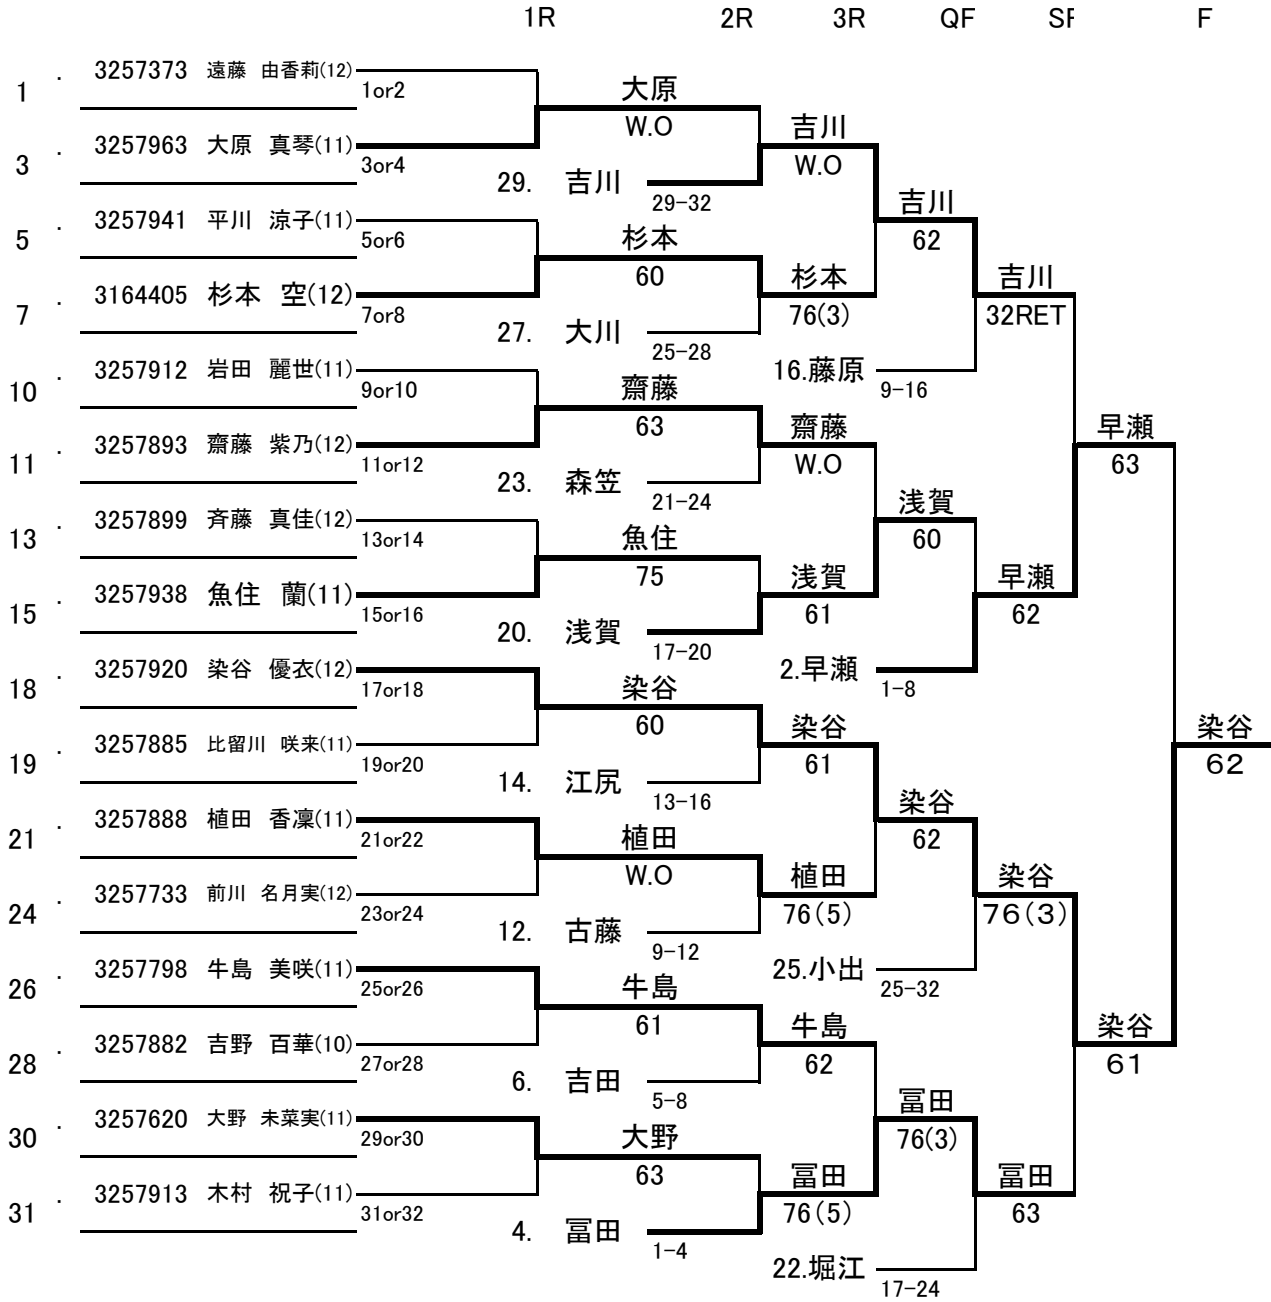 1R 2R 3R QF SF F
. 3257373 遠藤 由香莉(12)
1 1or2 大原
. 3257963 大原 真琴(11) W.O 吉川
3 3or4 29. 吉川 W.O
29-32 吉川
. 3257941 平川 涼子(11)
5 5or6 杉本 62
. 3164405 杉本 空(12) 60 杉本 吉川
7 7or8 27. 大川 76(3) 32RET
25-28
. 3257912 岩田 麗世(11) 16.藤原
10 9or10 齋藤 9-16
. 3257893 齋藤 紫乃(12) 63 齋藤 早瀬
11 11or12 23. 森笠 W.O 63
21-24 浅賀
. 3257899 斉藤 真佳(12)
13 13or14 魚住 60
. 3257938 魚住 蘭(11) 75 浅賀 早瀬
15 15or16 20. 浅賀 61 62
17-20
. 3257920 染谷 優衣(12) 2.早瀬
18 17or18 染谷 1-8
. 3257885 比留川 咲来(11) 60 染谷 染谷
19 19or20 14. 江尻 61 62
13-16 染谷
. 3257888 植田 香凜(11)
21 21or22 植田 62
. 3257733 前川 名月実(12) W.O 植田 染谷
24 23or24 12. 古藤 76(5) 76(3)
9-12
. 3257798 牛島 美咲(11) 25.小出
26 25or26 牛島 25-32
. 3257882 吉野 百華(10) 61 牛島 染谷
28 27or28 6. 吉田 62 61
5-8 冨田
. 3257620 大野 未菜実(11)
30 29or30 大野 76(3)
. 3257913 木村 祝子(11) 63 冨田 冨田
31 31or32 4. 冨田 76(5) 63
1-4
22.堀江
17-24